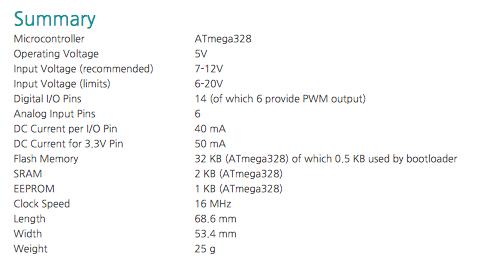 Summary
Microcontroller ATmega328
Operating Voltage 5V
Input Voltage (recommended) 7-12V
Input Voltage (limits) 6-20V
Digital I/O Pins 14 (of which 6 provide PWM output)
Analog Input Pins 6
DC Current per I/O Pin 40 mA
DC Current for 3.3V Pin 50 mA
Flash Memory 32 KB (ATmega328) of which 0.5 KB used by bootloader
SRAM 2 KB (ATmega328)
EEPROM 1 KB (ATmega328)
Clock Speed 16 MHz
Length 68.6 mm
Width 53.4 mm
Weight 25 g